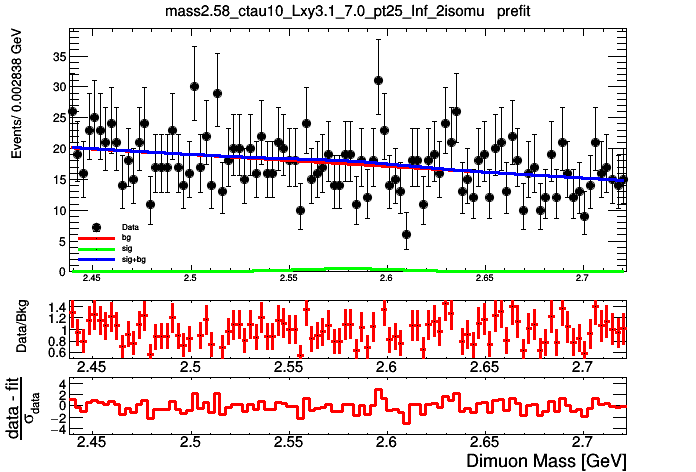 mass2.58_ctau10_Lxy3.1_7.0_pt25_Inf_2isomu prefit
Events/ 0.002838 GeV
35
30
25
20
15
10
5
0
Data
bg
sig
sig+bg
2.45 2.5 2.55 2.6 2.65 2.7
Data/Bkg
1.4
1.2
1
0.8
0.6
2.45 2.5 2.55 2.6 2.65 2.7
data - fit
σdata
4
2
0
−2
−4
2.45 2.5 2.55 2.6 2.65 2.7
Dimuon Mass [GeV]